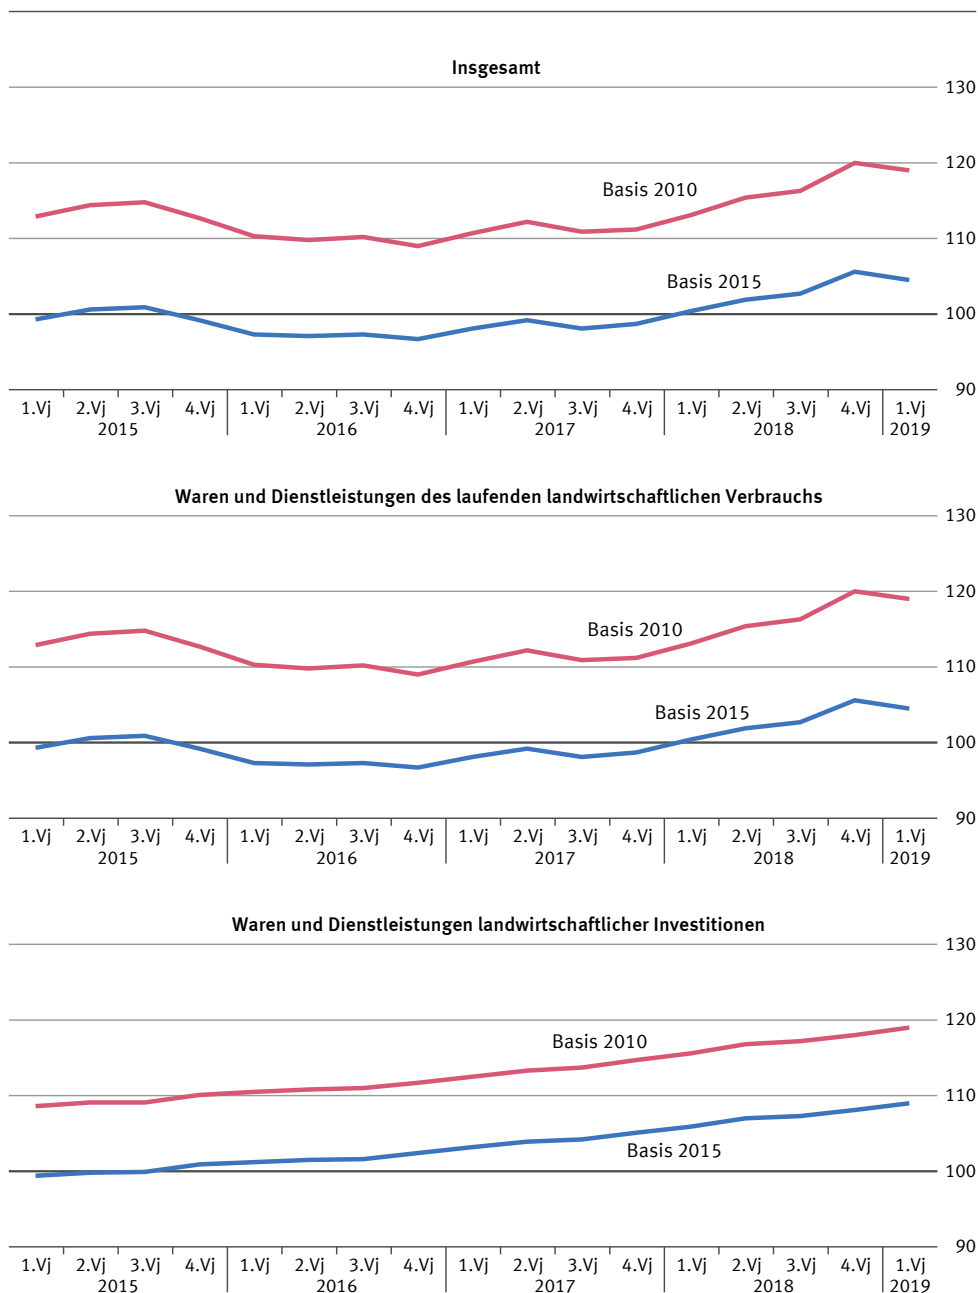 Insgesamt
130
120
Basis 2010
110
Basis 2015
100
90
1.Vj 2.Vj 3.Vj 4.Vj 1.Vj 2.Vj 3.Vj 4.Vj 1.Vj 2.Vj 3.Vj 4.Vj 1.Vj 2.Vj 3.Vj 4.Vj 1.Vj
2015 2016 2017 2018 2019
Waren und Dienstleistungen des laufenden landwirtschaftlichen Verbrauchs
130
120
Basis 2010
110
Basis 2015
100
90
1.Vj 2.Vj 3.Vj 4.Vj 1.Vj 2.Vj 3.Vj 4.Vj 1.Vj 2.Vj 3.Vj 4.Vj 1.Vj 2.Vj 3.Vj 4.Vj 1.Vj
2015 2016 2017 2018 2019
Waren und Dienstleistungen landwirtschaftlicher Investitionen
130
120
Basis 2010
110
Basis 2015
100
90
1.Vj 2.Vj 3.Vj 4.Vj 1.Vj 2.Vj 3.Vj 4.Vj 1.Vj 2.Vj 3.Vj 4.Vj 1.Vj 2.Vj 3.Vj 4.Vj 1.Vj
2015 2016 2017 2018 2019